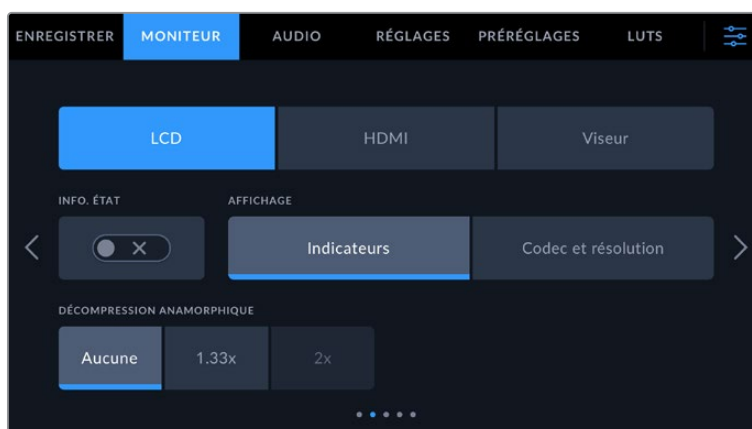 ENREGISTRER MONITEUR AUDIO RÉGLAGES PRÉRÉGLAGES LUTS
LCD HDMI Viseur
INFO. ÉTAT AFFICHAGE
Indicateurs Codec et résolution
DÉCOMPRESSION ANAMORPHIQUE
Aucune 1.33x 2x